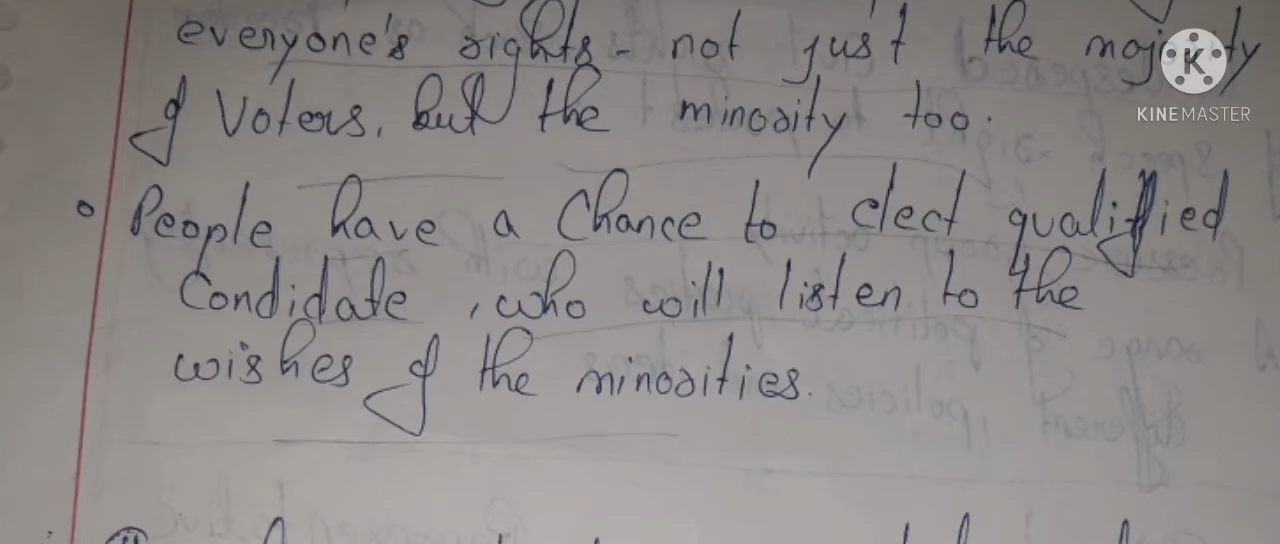 everyone's rights - not just the majority
of Voters, but the minority too.
KINEMASTER
• People have a Chance to elect qualified
Candidate, who will listen to the
wishes of the minorities.